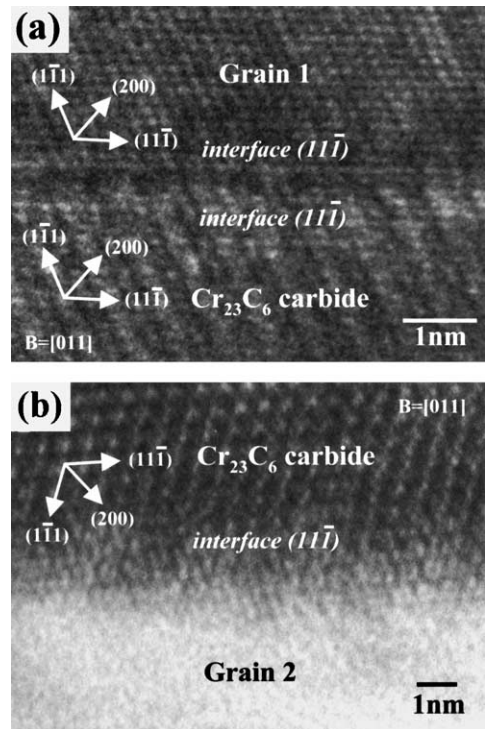 (a)
Grain 1
(11̅1)
(200)
(111̅)
interface (111̅)
interface (111̅)
(11̅1)
(200)
(111̅)
Cr₂₃C₆ carbide
B=[011]
1nm
(b)
B=[011]
(111̅)
Cr₂₃C₆ carbide
(200)
(11̅1)
interface (111̅)
Grain 2
1nm